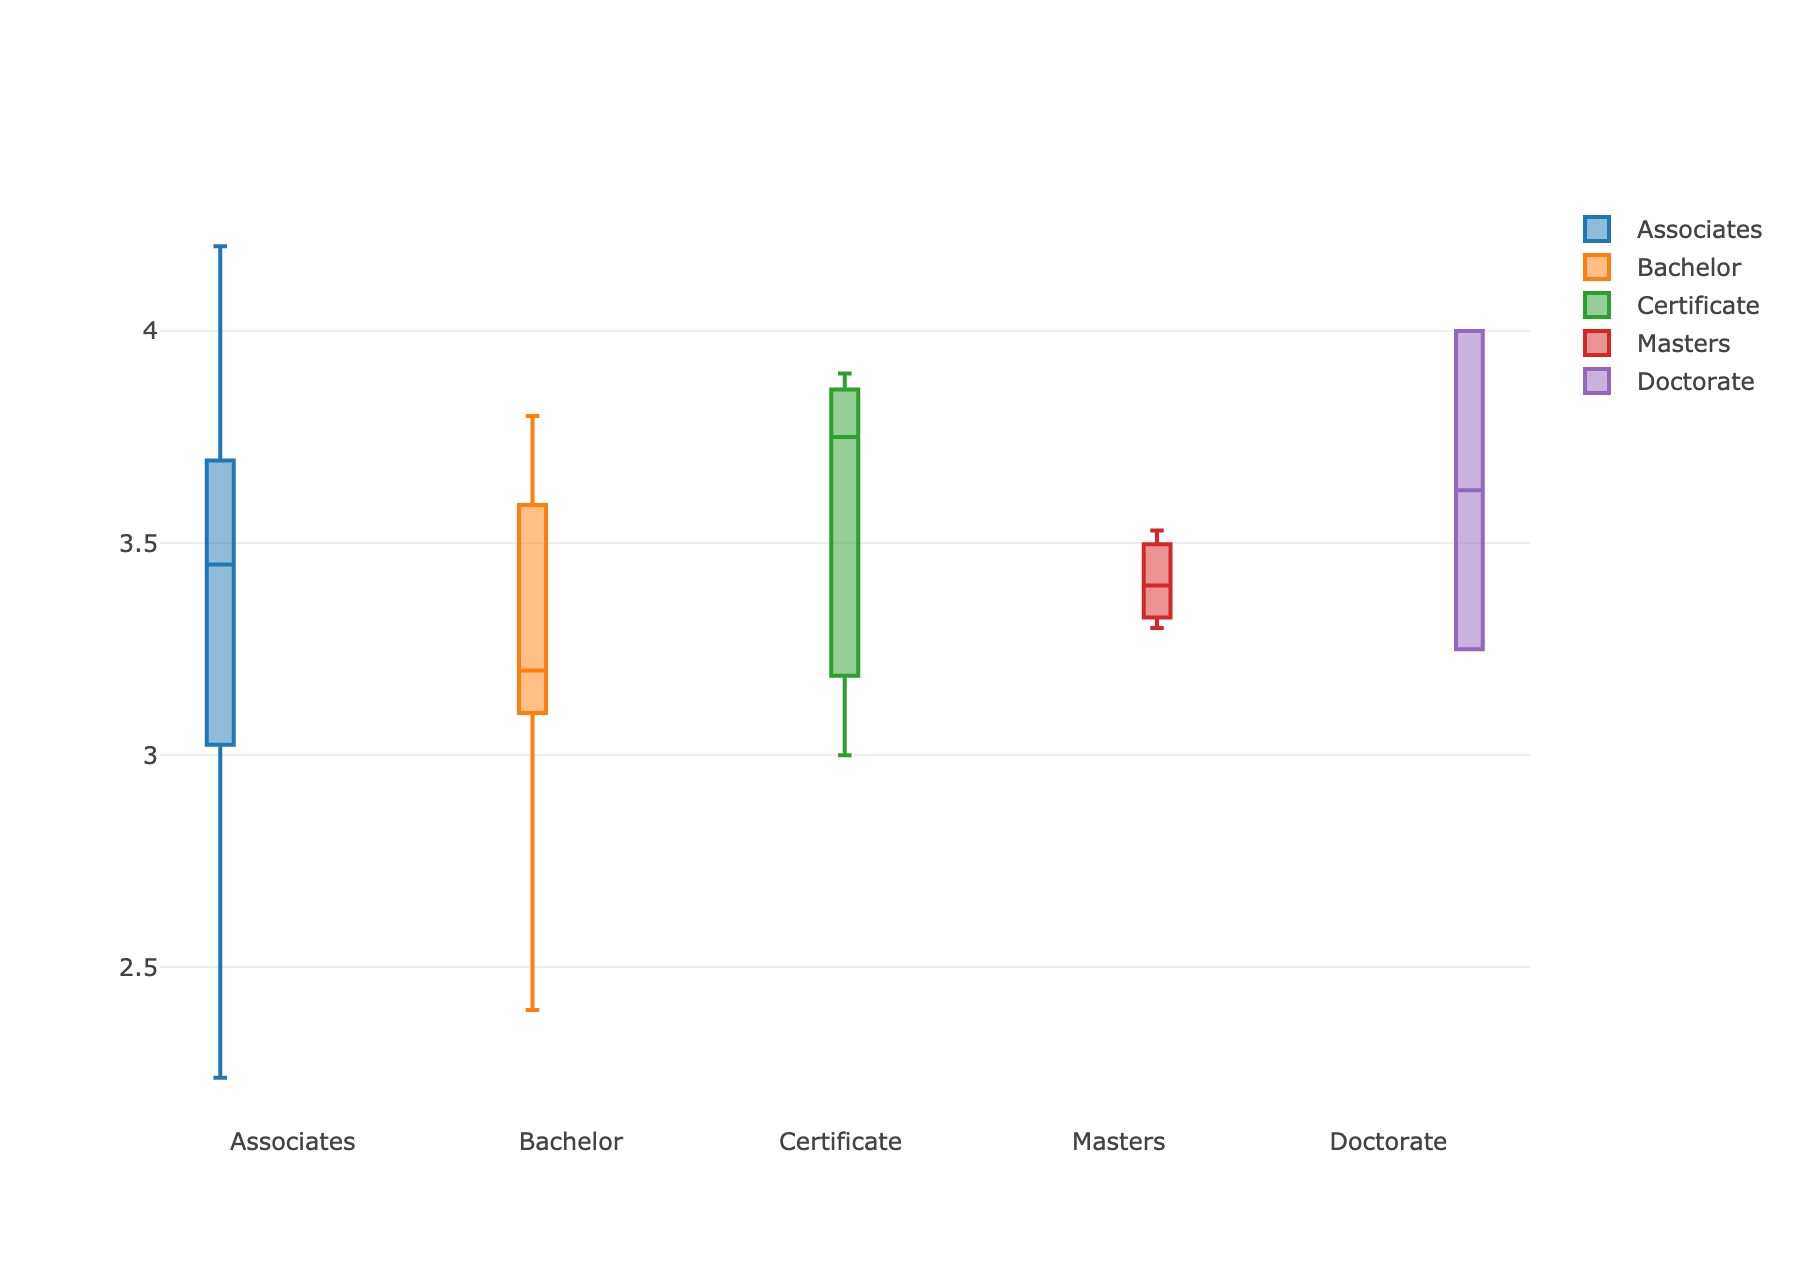 Associates
Bachelor
Certificate
Masters
Doctorate
4
3.5
3
2.5
Associates Bachelor Certificate Masters Doctorate